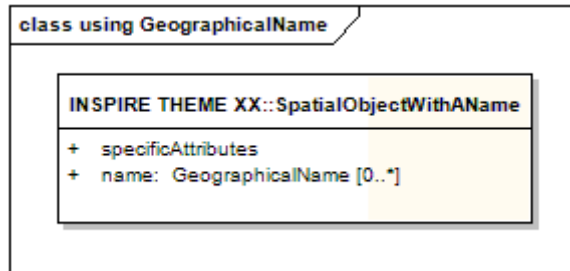 class using GeographicalName
INSPIRE THEME XX::SpatialObjectWithAName
+ specificAttributes
+ name: GeographicalName [0..*]